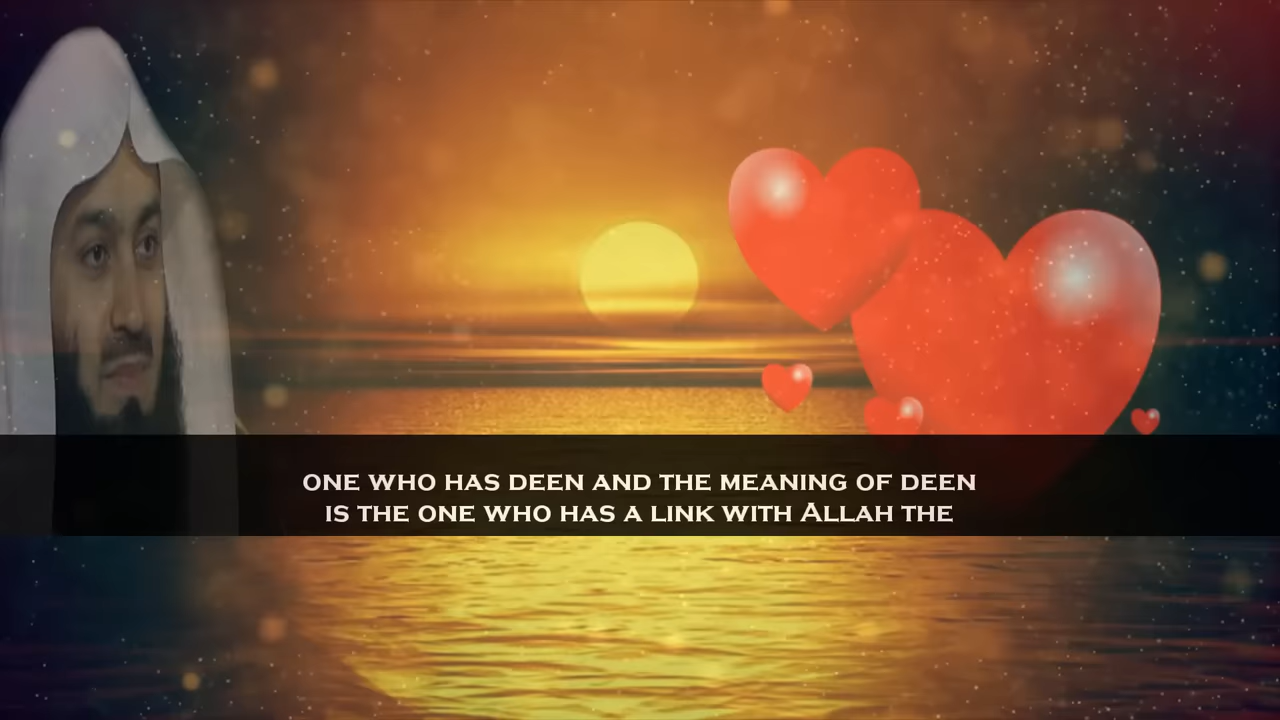 ONE WHO HAS DEEN AND THE MEANING OF DEEN
IS THE ONE WHO HAS A LINK WITH ALLAH THE